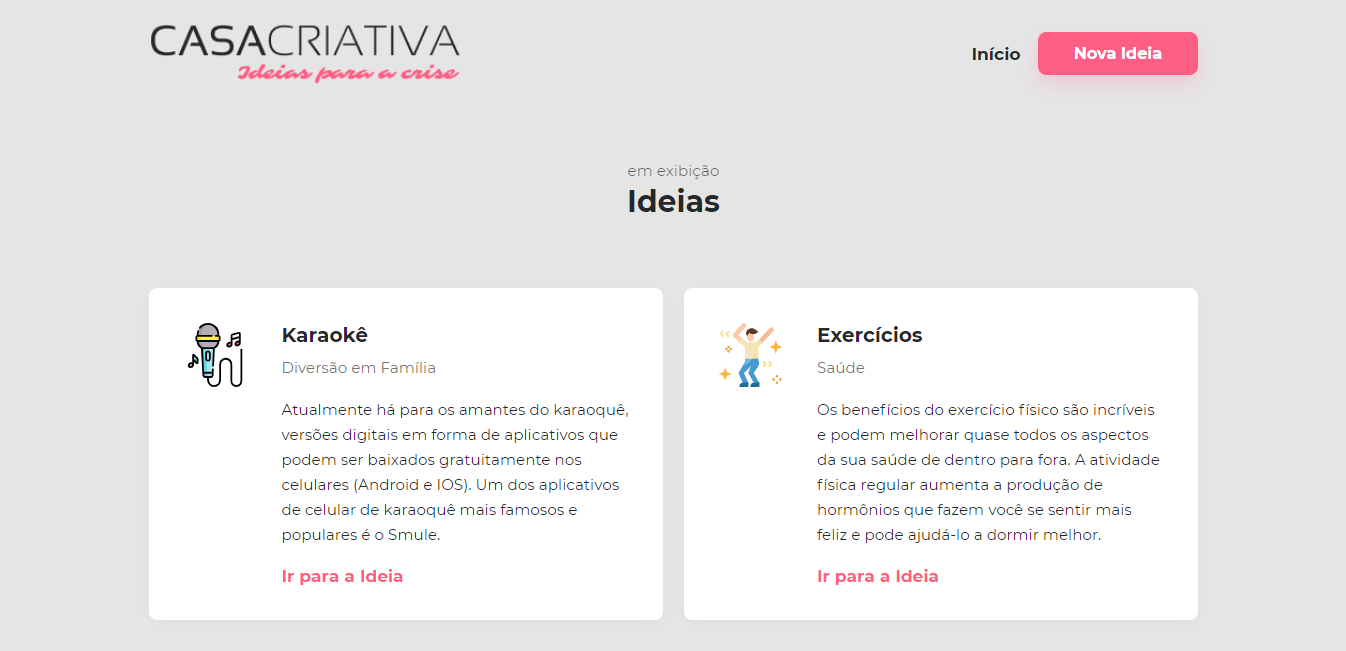 CASACRIATIVA
Ideias para a crise
Início
Nova Ideia
em exibição
Ideias
Karaokê
Diversão em Família
Atualmente há para os amantes do karaoquê,
versões digitais em forma de aplicativos que
podem ser baixados gratuitamente nos
celulares (Android e IOS). Um dos aplicativos
de celular de karaoquê mais famosos e
populares é o Smule.
Ir para a Ideia
Exercícios
Saúde
Os benefícios do exercício físico são incríveis
e podem melhorar quase todos os aspectos
da sua saúde de dentro para fora. A atividade
física regular aumenta a produção de
hormônios que fazem você se sentir mais
feliz e pode ajudá-lo a dormir melhor.
Ir para a Ideia